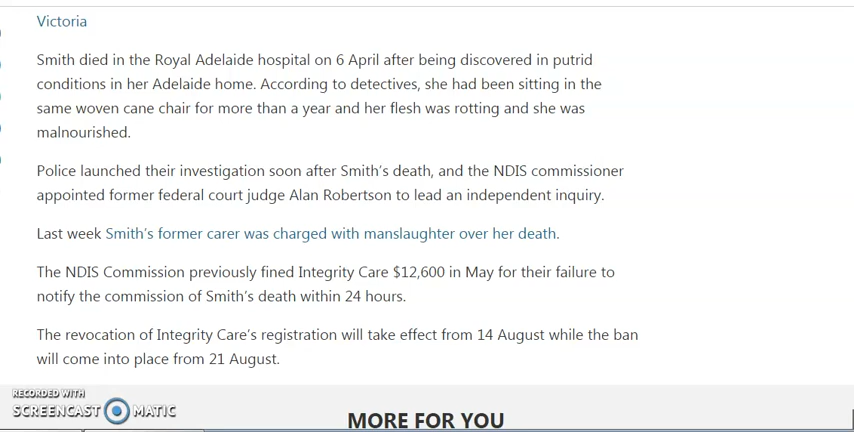 Victoria
Smith died in the Royal Adelaide hospital on 6 April after being discovered in putrid
conditions in her Adelaide home. According to detectives, she had been sitting in the
same woven cane chair for more than a year and her flesh was rotting and she was
malnourished.
Police launched their investigation soon after Smith's death, and the NDIS commissioner
appointed former federal court judge Alan Robertson to lead an independent inquiry.
Last week Smith's former carer was charged with manslaughter over her death.
The NDIS Commission previously fined Integrity Care $12,600 in May for their failure to
notify the commission of Smith's death within 24 hours.
The revocation of Integrity Care's registration will take effect from 14 August while the ban
will come into place from 21 August.
RECORDED WITH
SCREENCAST MATIC
MORE FOR YOU